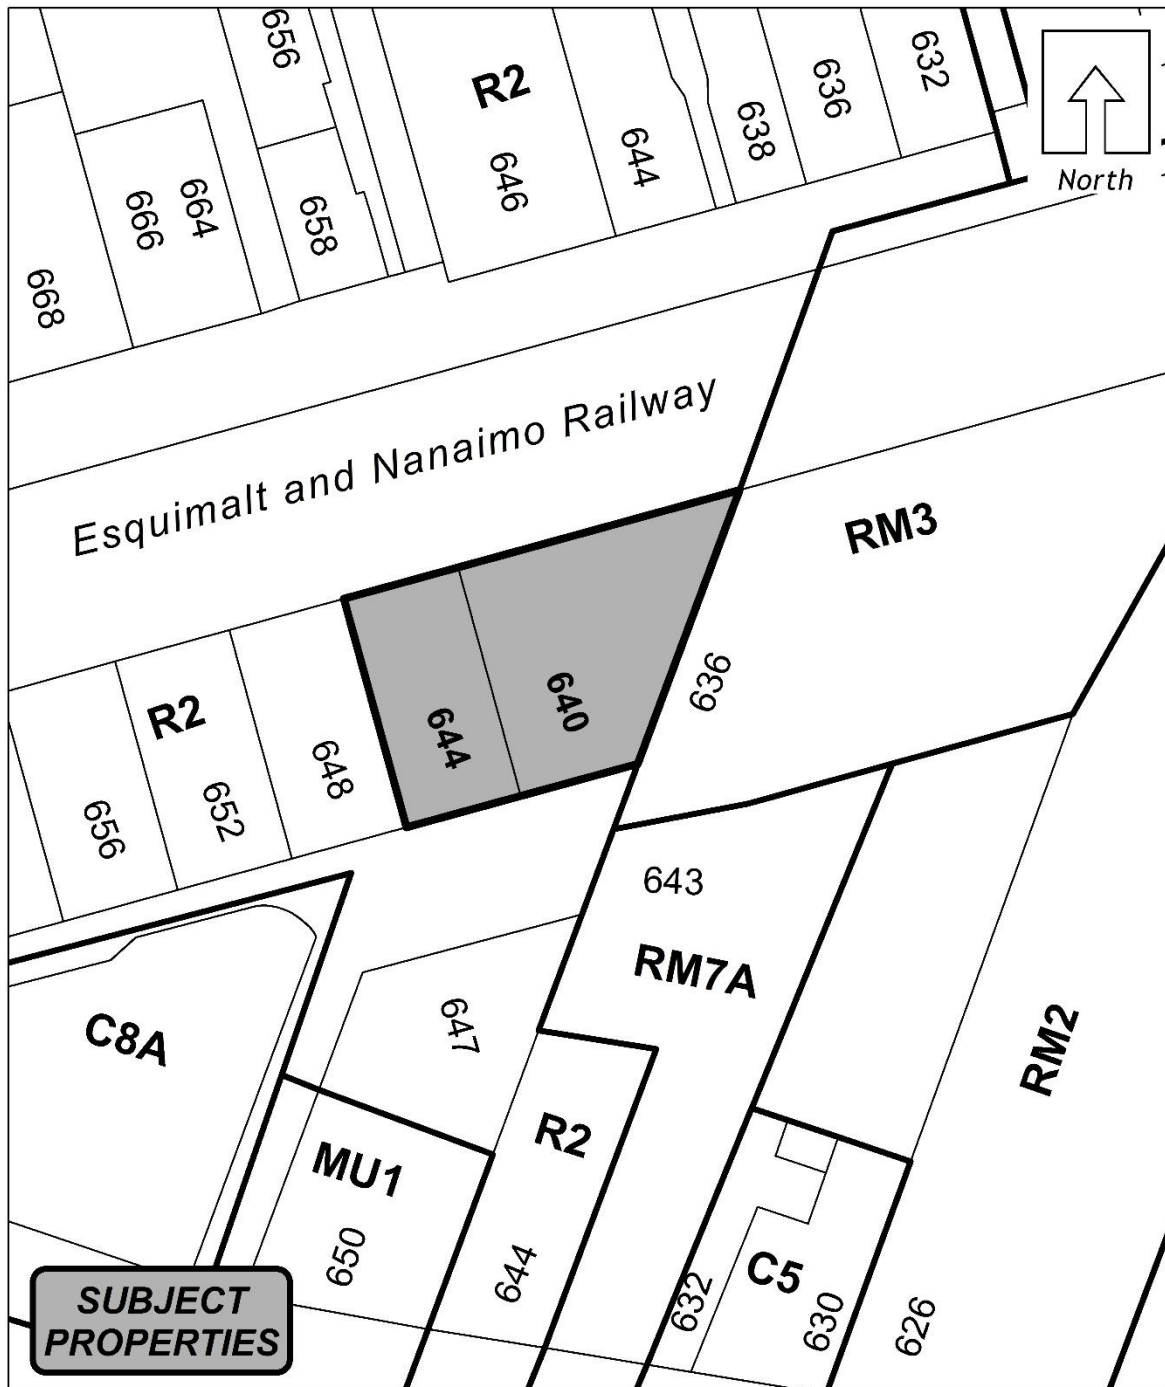 656
R2
632
636
638
644
646
664
666
658
668
North
Esquimalt and Nanaimo Railway
RM3
636
640
644
R2
648
652
656
643
RM7A
647
C8A
RM2
R2
MU1
650
644
C5
632
630
626
SUBJECT
PROPERTIES